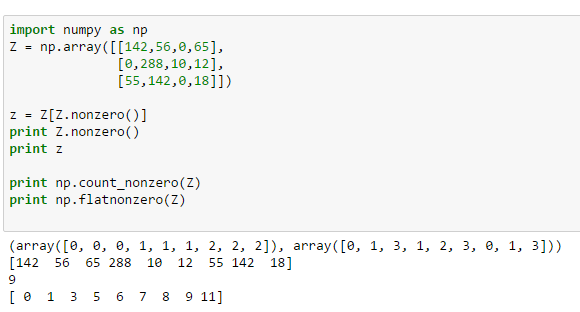 import numpy as np
Z = np.array([[142,56,0,65],
              [0,288,10,12],
              [55,142,0,18]])
z = Z[Z.nonzero()]
print Z.nonzero()
print z
print np.count_nonzero(Z)
print np.flatnonzero(Z)
(array([0, 0, 0, 1, 1, 1, 2, 2, 2]), array([0, 1, 3, 1, 2, 3, 0, 1, 3]))
[142  56  65 288  10  12  55 142  18]
9
[ 0  1  3  5  6  7  8  9 11]